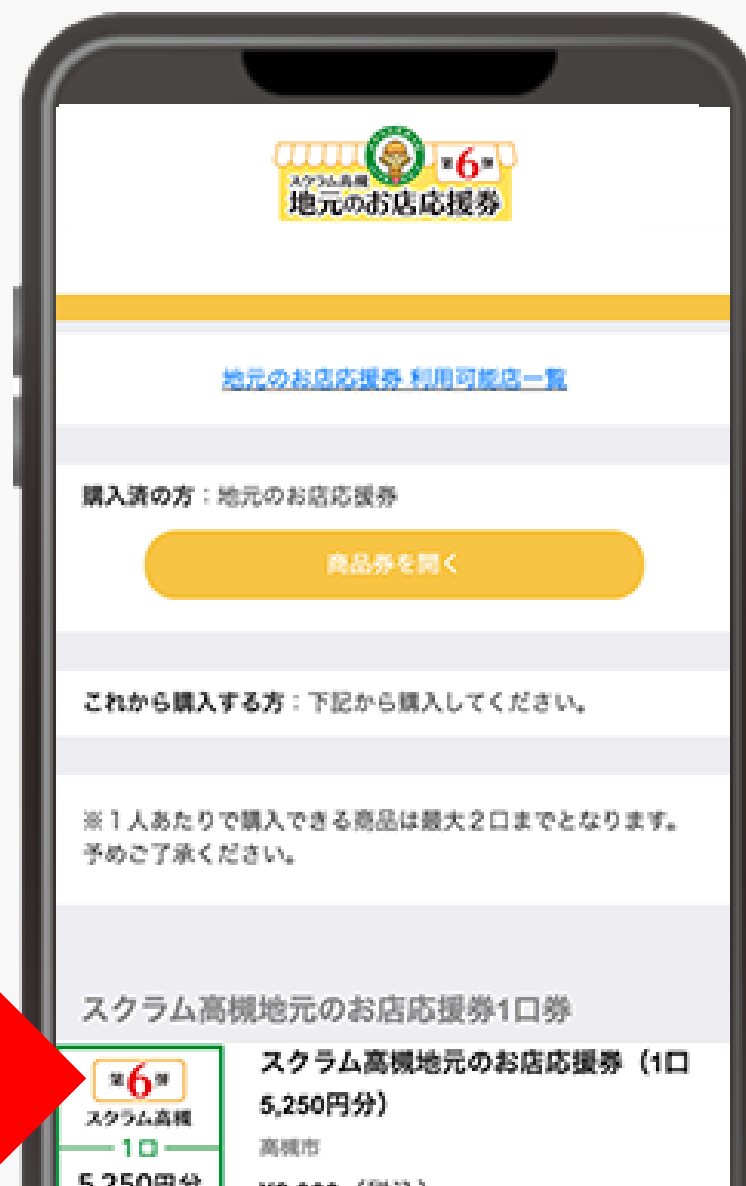 第6弾
スクラム高槻
地元のお店応援券
地元のお店応援券 利用可能店一覧
購入済の方：地元のお店応援券
商品券を開く
これから購入する方：下記から購入してください。
※１人あたりで購入できる商品は最大２口までとなります。
予めご了承ください。
スクラム高槻地元のお店応援券1口券
第6弾
スクラム高槻
1口
5,250円分
スクラム高槻地元のお店応援券（1口
5,250円分）
高槻市